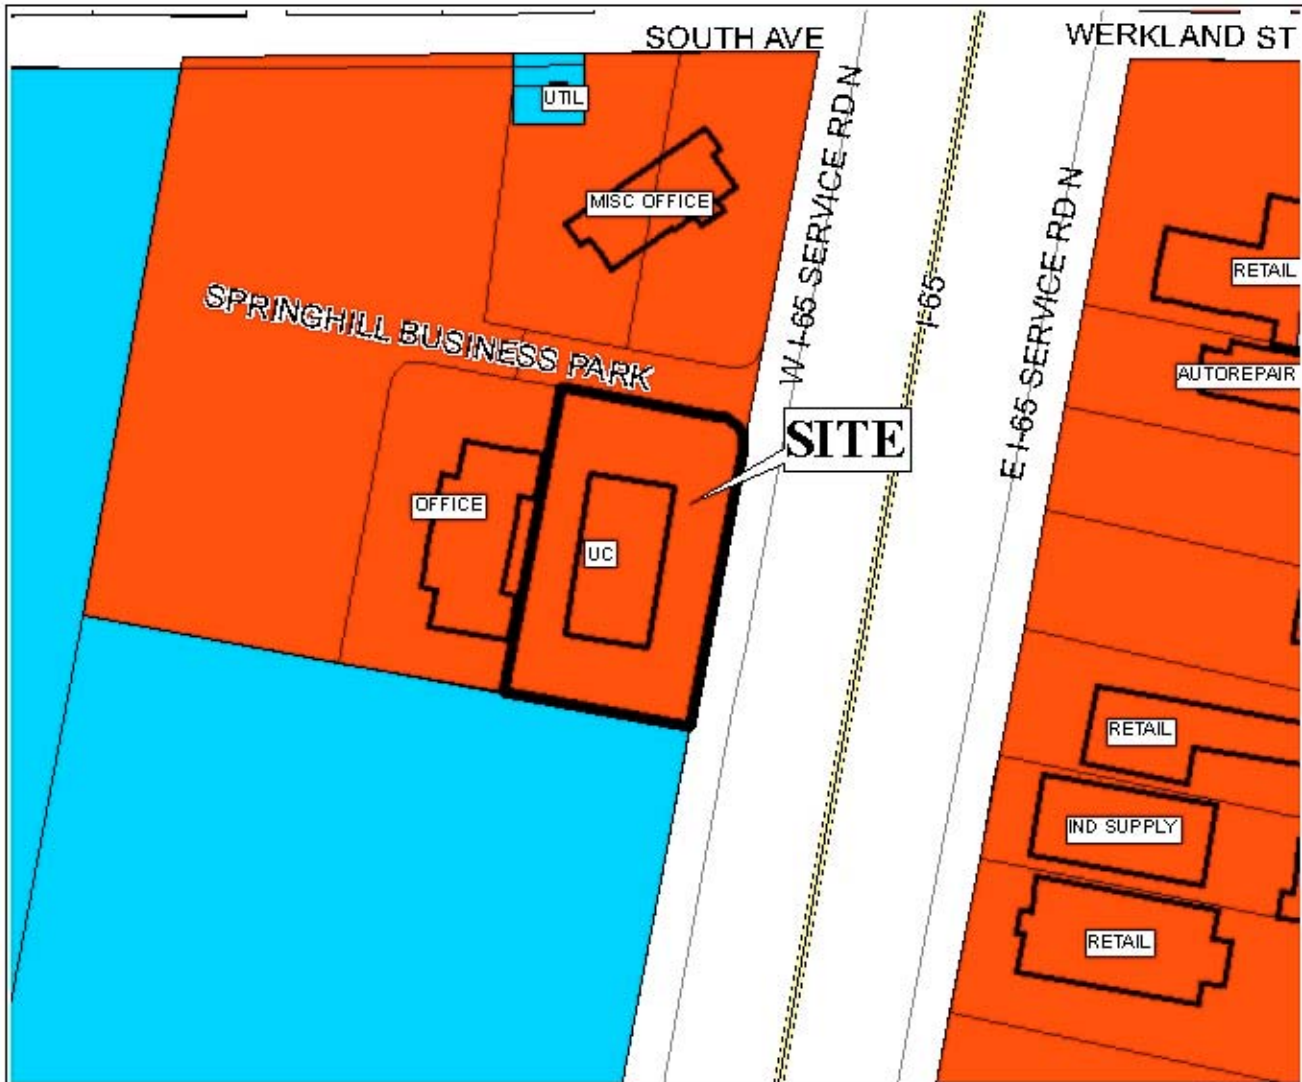 SOUTH AVE
WERKLAND ST
UTIL
MISC OFFICE
W I-65 SERVICE RD N
I-65
E I-65 SERVICE RD N
RETAIL
SPRINGHILL BUSINESS PARK
AUTOREPAIR
SITE
OFFICE
UC
RETAIL
IND SUPPLY
RETAIL